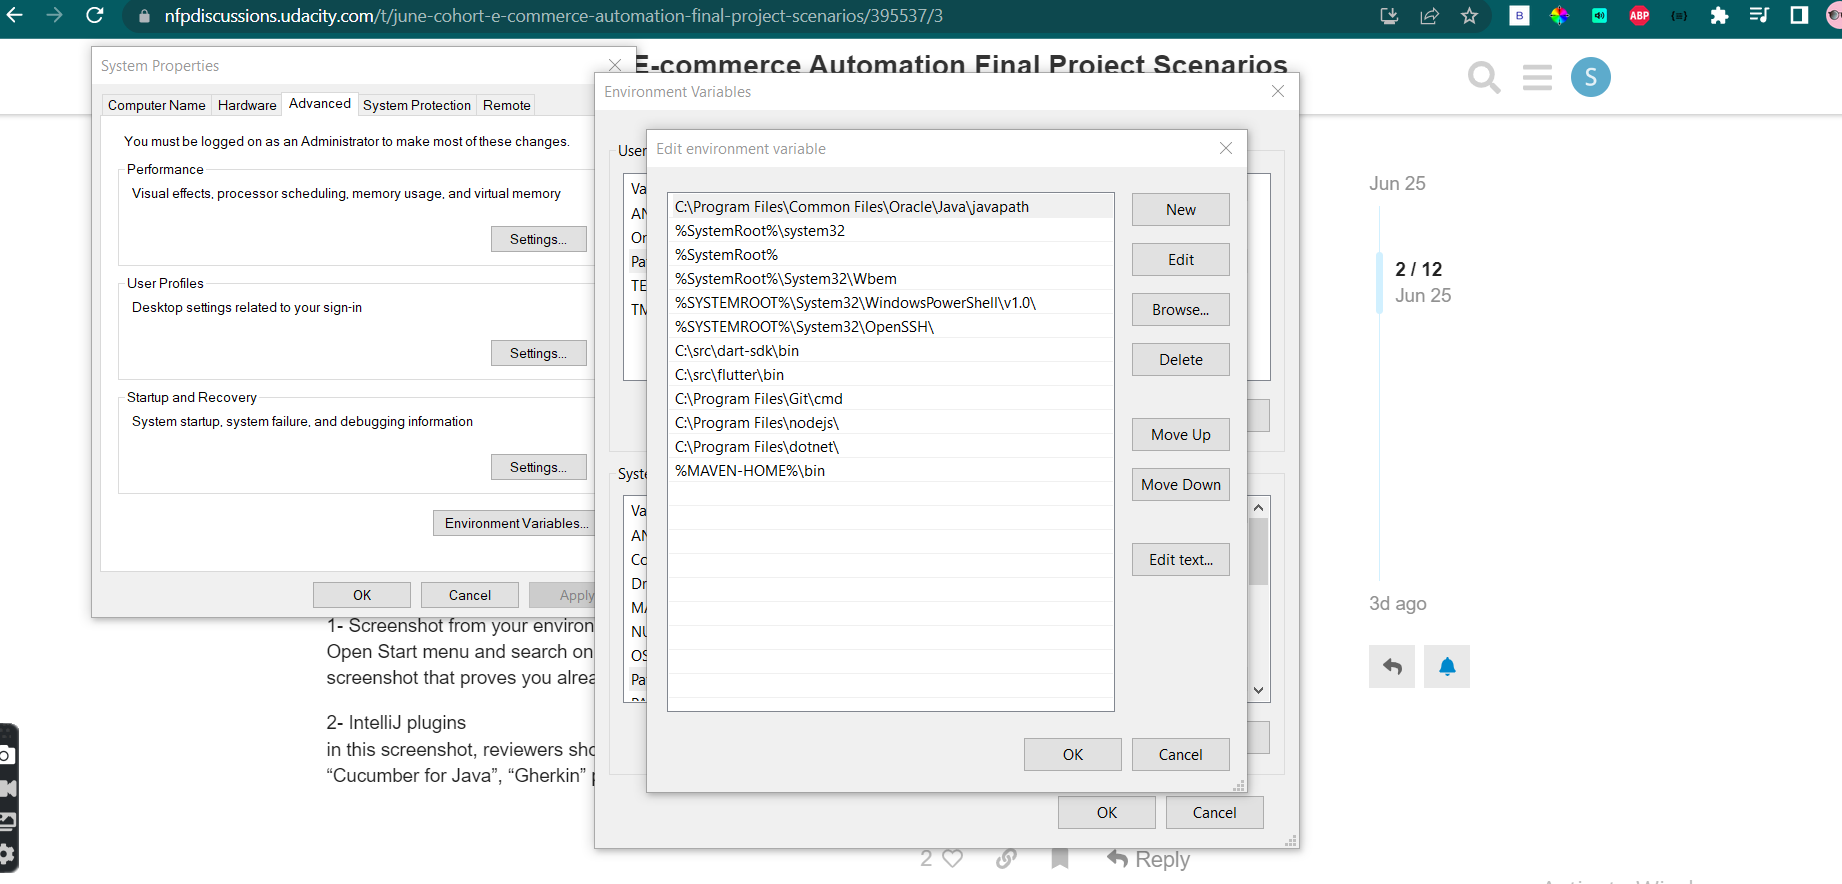 nfpdiscussions.udacity.com/t/june-cohort-e-commerce-automation-final-project-scenarios/395537/3
B
ABP
E-commerce Automation Final Project Scenarios
S
System Properties
Computer Name
Hardware
Advanced
System Protection
Remote
You must be logged on as an Administrator to make most of these changes.
Performance
Visual effects, processor scheduling, memory usage, and virtual memory
Settings...
User Profiles
Desktop settings related to your sign-in
Settings...
Startup and Recovery
System startup, system failure, and debugging information
Settings...
Environment Variables...
OK
Cancel
Apply
Environment Variables
User
Va
AN
Or
Pa
TE
TM
Syste
Va
AN
Co
Dr
MA
NU
OS
Pa
OK
Cancel
Edit environment variable
C:\Program Files\Common Files\Oracle\Java\javapath
%SystemRoot%\system32
%SystemRoot%
%SystemRoot%\System32\Wbem
%SYSTEMROOT%\System32\WindowsPowerShell\v1.0\
%SYSTEMROOT%\System32\OpenSSH\
C:\src\dart-sdk\bin
C:\src\flutter\bin
C:\Program Files\Git\cmd
C:\Program Files\nodejs\
C:\Program Files\dotnet\
%MAVEN-HOME%\bin
New
Edit
Browse...
Delete
Move Up
Move Down
Edit text...
OK
Cancel
Jun 25
2 / 12
Jun 25
3d ago
1- Screenshot from your environ
Open Start menu and search on
screenshot that proves you alrea
2- IntelliJ plugins
in this screenshot, reviewers sho
“Cucumber for Java”, “Gherkin” p
2
Reply